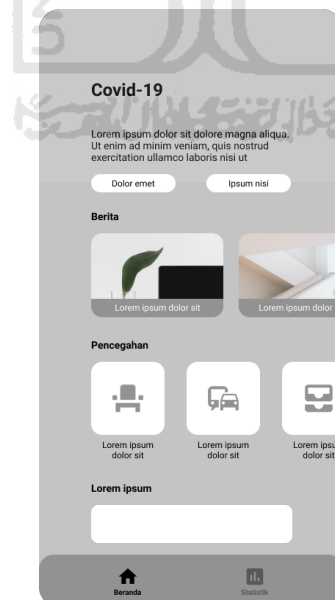 Covid-19
Lorem ipsum dolor sit dolore magna aliqua.
Ut enim ad minim veniam, quis nostrud
exercitation ullamco laboris nisi ut
Dolor emet
Ipsum nisi
Berita
Lorem ipsum dolor sit
Lorem ipsum dolor
Pencegahan
Lorem ipsum
dolor sit
Lorem ipsum
dolor sit
Lorem ipsu
dolor sit
Lorem ipsum
Beranda
Statistik